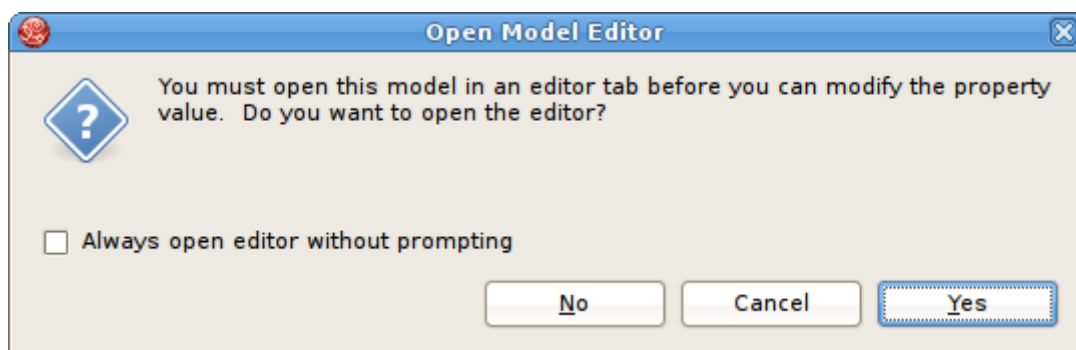 Open Model Editor
You must open this model in an editor tab before you can modify the property
value.  Do you want to open the editor?
Always open editor without prompting
No Cancel Yes